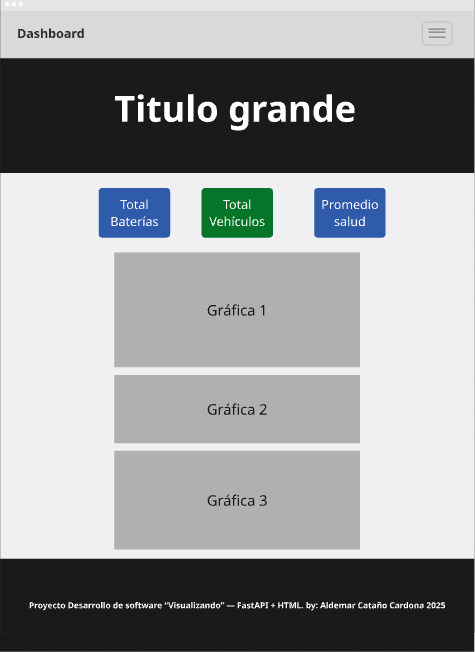 Dashboard
Titulo grande
Total
Baterías
Total
Vehículos
Promedio
salud
Gráfica 1
Gráfica 2
Gráfica 3
Proyecto Desarrollo de software “Visualizando” — FastAPI + HTML. by: Aldemar Cataño Cardona 2025